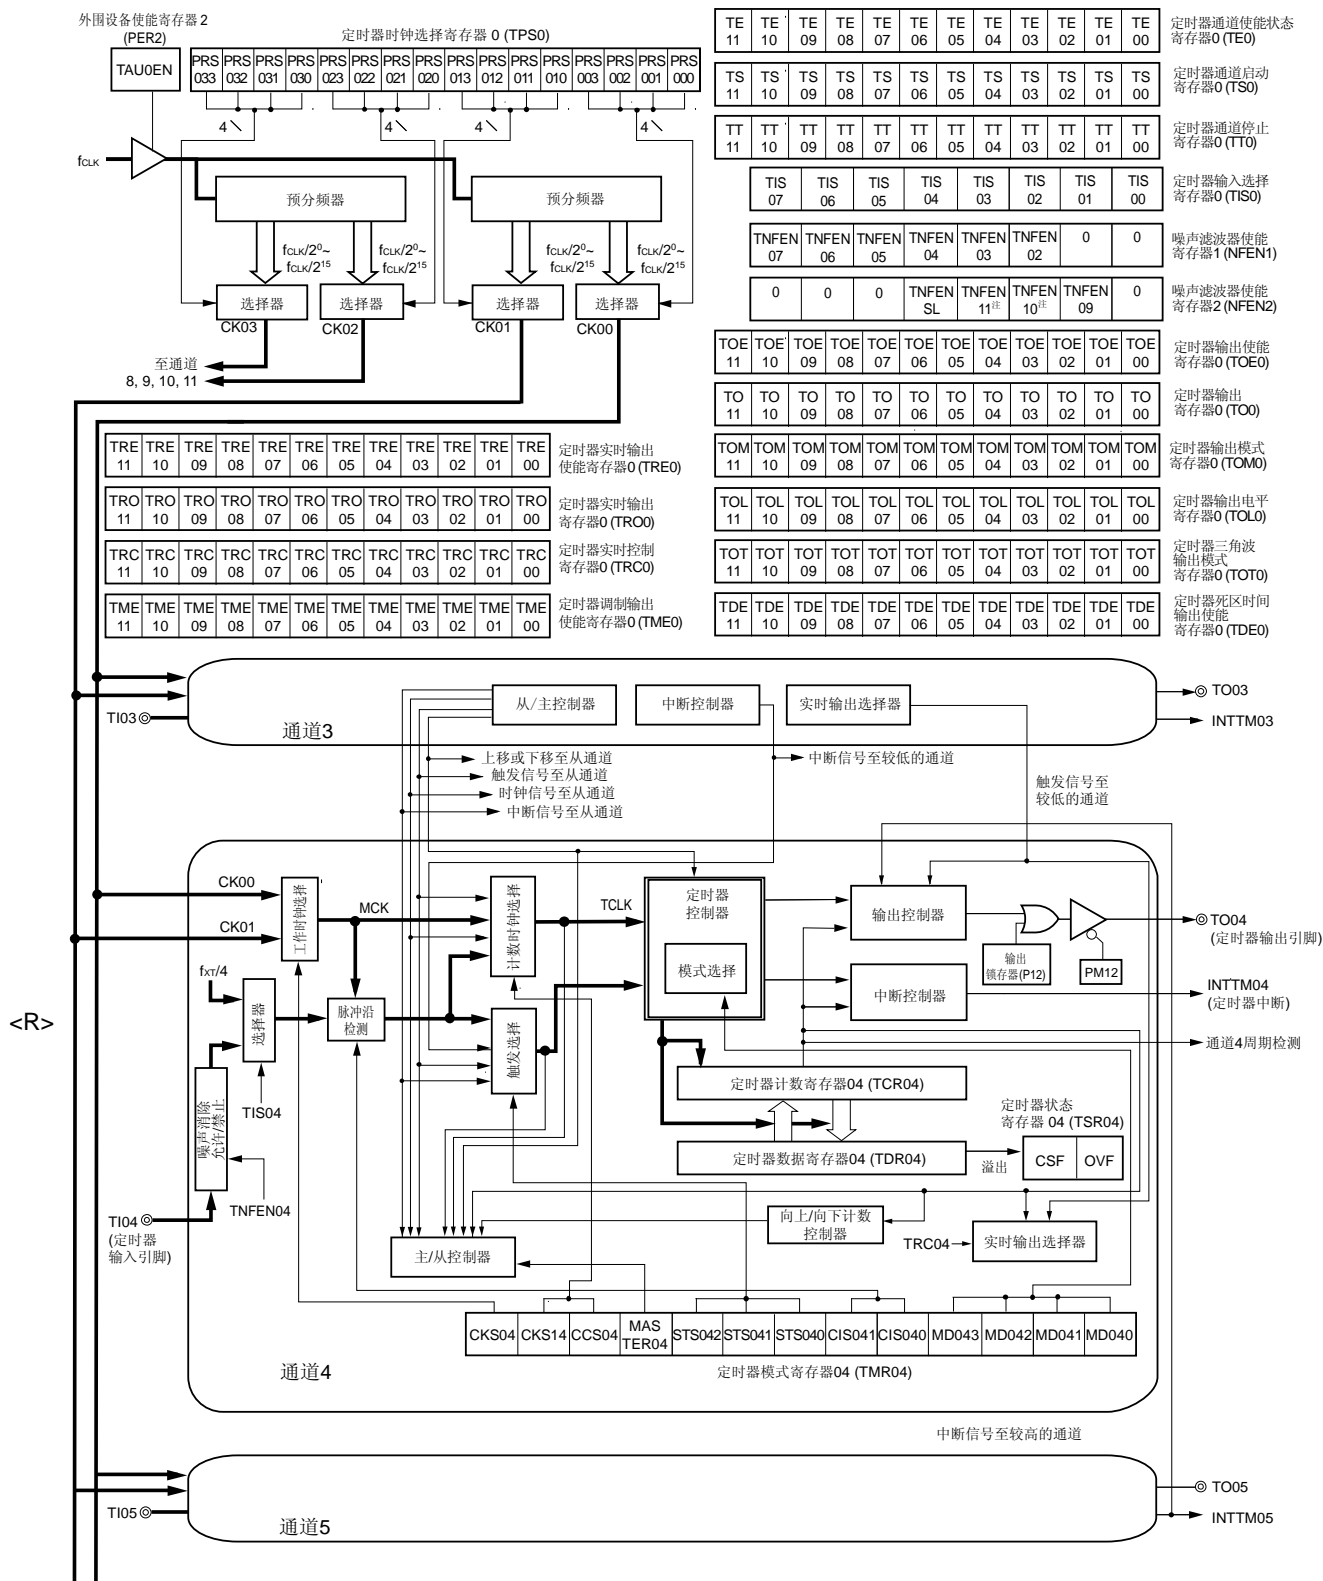 外围设备使能寄存器 2
(PER2)
TAU0EN
定时器时钟选择寄存器 0 (TPS0)
PRS PRS PRS PRS PRS PRS PRS PRS PRS PRS PRS PRS PRS PRS PRS PRS
033 032 031 030 023 022 021 020 013 012 011 010 003 002 001 000
4 4 4 4
fCLK
预分频器 预分频器
fCLK/2⁰~ fCLK/2⁰~ fCLK/2⁰~ fCLK/2⁰~
fCLK/2¹⁵ fCLK/2¹⁵ fCLK/2¹⁵ fCLK/2¹⁵
选择器 选择器 选择器 选择器
CK03 CK02 CK01 CK00
至通道
8, 9, 10, 11
TE TE TE TE TE TE TE TE TE TE TE TE
11 10 09 08 07 06 05 04 03 02 01 00
定时器通道使能状态
寄存器0 (TE0)
TS TS TS TS TS TS TS TS TS TS TS TS
11 10 09 08 07 06 05 04 03 02 01 00
定时器通道启动
寄存器0 (TS0)
TT TT TT TT TT TT TT TT TT TT TT TT
11 10 09 08 07 06 05 04 03 02 01 00
定时器通道停止
寄存器0 (TT0)
TIS TIS TIS TIS TIS TIS TIS TIS
07 06 05 04 03 02 01 00
定时器输入选择
寄存器0 (TIS0)
TNFEN TNFEN TNFEN TNFEN TNFEN TNFEN 0 0
07 06 05 04 03 02
噪声滤波器使能
寄存器1 (NFEN1)
0 0 0 TNFEN TNFEN TNFEN TNFEN 0
SL 11注 10注 09
噪声滤波器使能
寄存器2 (NFEN2)
TOE TOE TOE TOE TOE TOE TOE TOE TOE TOE TOE TOE
11 10 09 08 07 06 05 04 03 02 01 00
定时器输出使能
寄存器0 (TOE0)
TO TO TO TO TO TO TO TO TO TO TO TO
11 10 09 08 07 06 05 04 03 02 01 00
定时器输出
寄存器0 (TO0)
TOM TOM TOM TOM TOM TOM TOM TOM TOM TOM TOM TOM
11 10 09 08 07 06 05 04 03 02 01 00
定时器输出模式
寄存器0 (TOM0)
TOL TOL TOL TOL TOL TOL TOL TOL TOL TOL TOL TOL
11 10 09 08 07 06 05 04 03 02 01 00
定时器输出电平
寄存器0 (TOL0)
TOT TOT TOT TOT TOT TOT TOT TOT TOT TOT TOT TOT
11 10 09 08 07 06 05 04 03 02 01 00
定时器三角波
输出模式
寄存器0 (TOT0)
TDE TDE TDE TDE TDE TDE TDE TDE TDE TDE TDE TDE
11 10 09 08 07 06 05 04 03 02 01 00
定时器死区时间
输出使能
寄存器0 (TDE0)
TRE TRE TRE TRE TRE TRE TRE TRE TRE TRE TRE TRE
11 10 09 08 07 06 05 04 03 02 01 00
定时器实时输出
使能寄存器0 (TRE0)
TRO TRO TRO TRO TRO TRO TRO TRO TRO TRO TRO TRO
11 10 09 08 07 06 05 04 03 02 01 00
定时器实时输出
寄存器0 (TRO0)
TRC TRC TRC TRC TRC TRC TRC TRC TRC TRC TRC TRC
11 10 09 08 07 06 05 04 03 02 01 00
定时器实时控制
寄存器0 (TRC0)
TME TME TME TME TME TME TME TME TME TME TME TME
11 10 09 08 07 06 05 04 03 02 01 00
定时器调制输出
使能寄存器0 (TME0)
TI03
通道3
从/主控制器 中断控制器 实时输出选择器
TO03
INTTM03
上移或下移至从通道
触发信号至从通道
时钟信号至从通道
中断信号至从通道
中断信号至较低的通道
触发信号至
较低的通道
CK00
CK01
工作时钟选择
MCK
计数时钟选择
TCLK
定时器
控制器
模式选择
输出控制器
输出
锁存器(P12)
PM12
TO04
(定时器输出引脚)
中断控制器
INTTM04
(定时器中断)
通道4周期检测
<R>
fXT/4
选择器
TIS04
脉冲沿
检测
触发选择
噪声消除
允许/禁止
TNFEN04
TI04
(定时器
输入引脚)
定时器计数寄存器04 (TCR04)
定时器数据寄存器04 (TDR04)
溢出
定时器状态
寄存器 04 (TSR04)
CSF OVF
向上/向下计数
控制器
TRC04
实时输出选择器
主/从控制器
CKS04 CKS14 CCS04 MAS TER04 STS042 STS041 STS040 CIS041 CIS040 MD043 MD042 MD041 MD040
定时器模式寄存器04 (TMR04)
通道4
中断信号至较高的通道
TI05
通道5
TO05
INTTM05